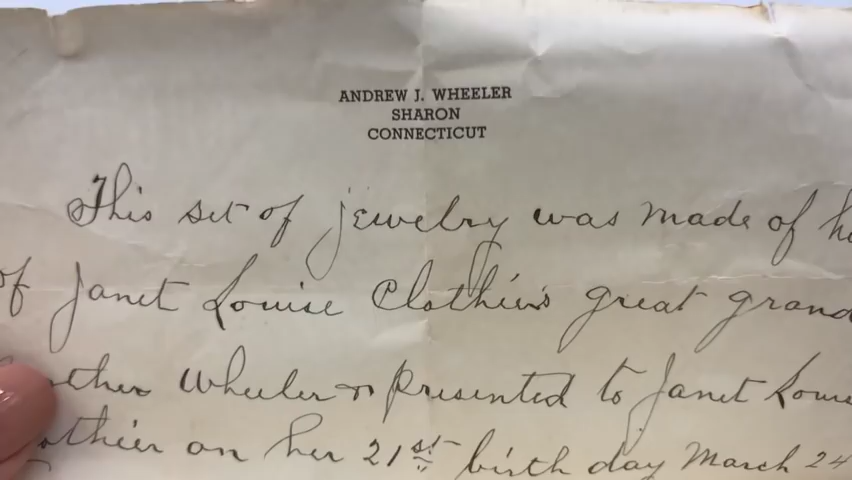 ANDREW J. WHEELER
SHARON
CONNECTICUT
This set of jewelry was made of
of Janet Louise Clothier's great grand
Wheeler & presented to Janet
on her 21st birth day March 24